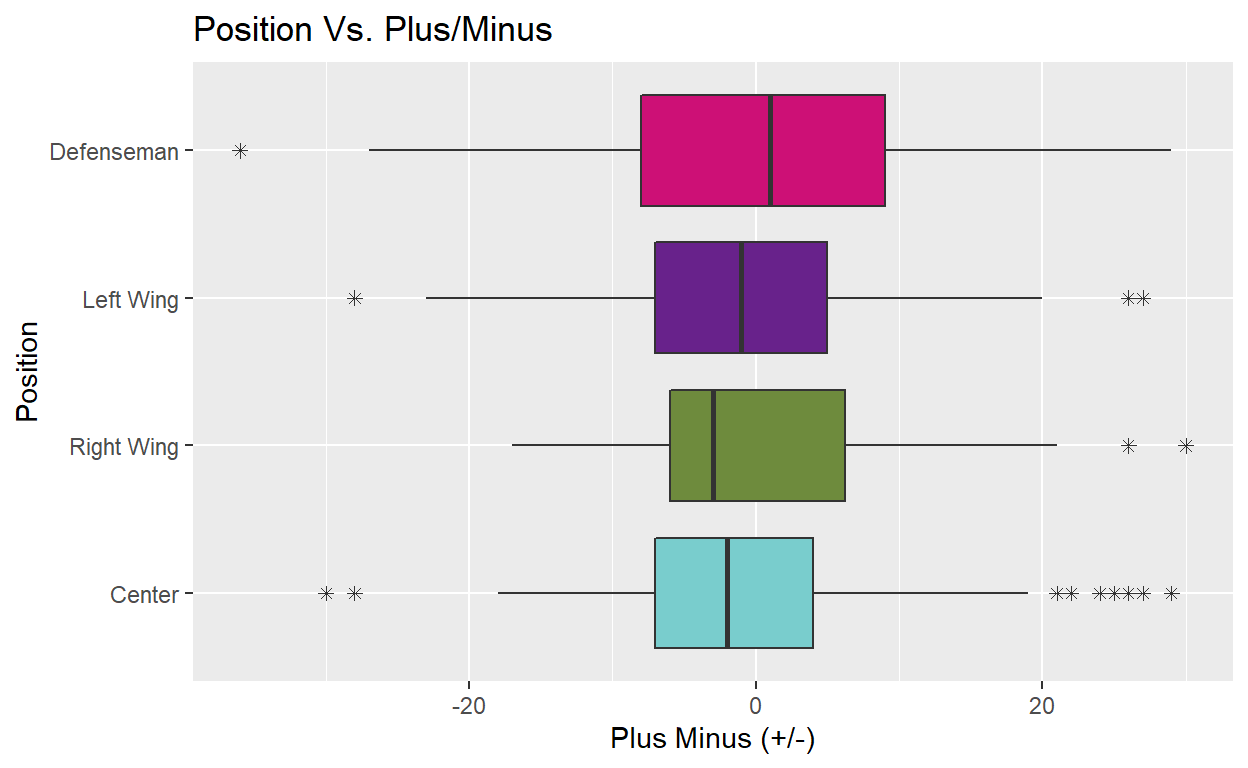 Position Vs. Plus/Minus
Defenseman
Left Wing
Right Wing
Center
Position
-20 0 20
Plus Minus (+/-)